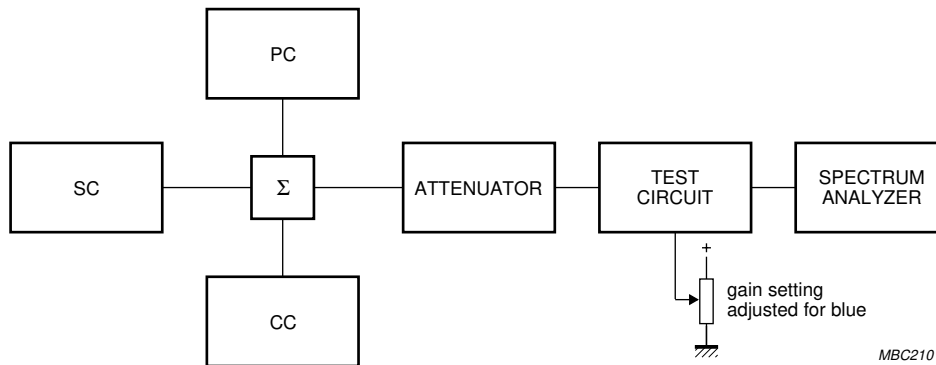 PC
SC
Σ
ATTENUATOR
TEST
CIRCUIT
SPECTRUM
ANALYZER
CC
+
gain setting
adjusted for blue
MBC210